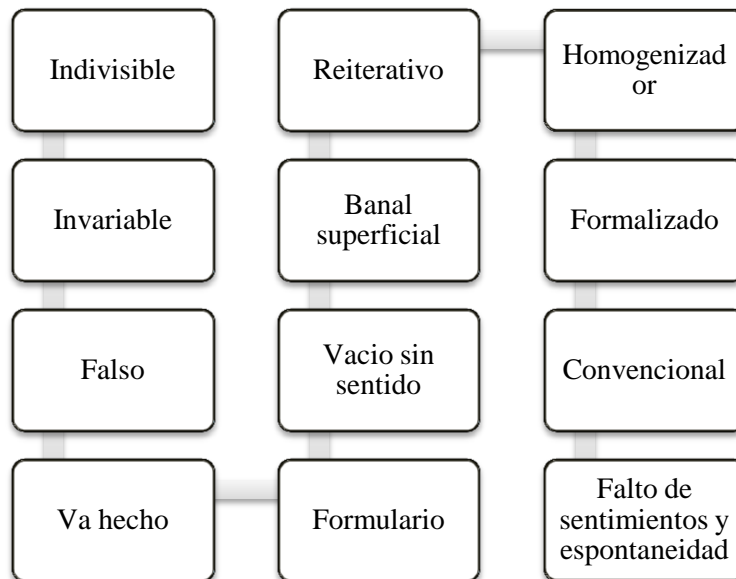 Indivisible
Invariable
Falso
Va hecho
Formulario
Vacio sin
sentido
Banal
superficial
Reiterativo
Homogenizad
or
Formalizado
Convencional
Falto de
sentimientos y
espontaneidad